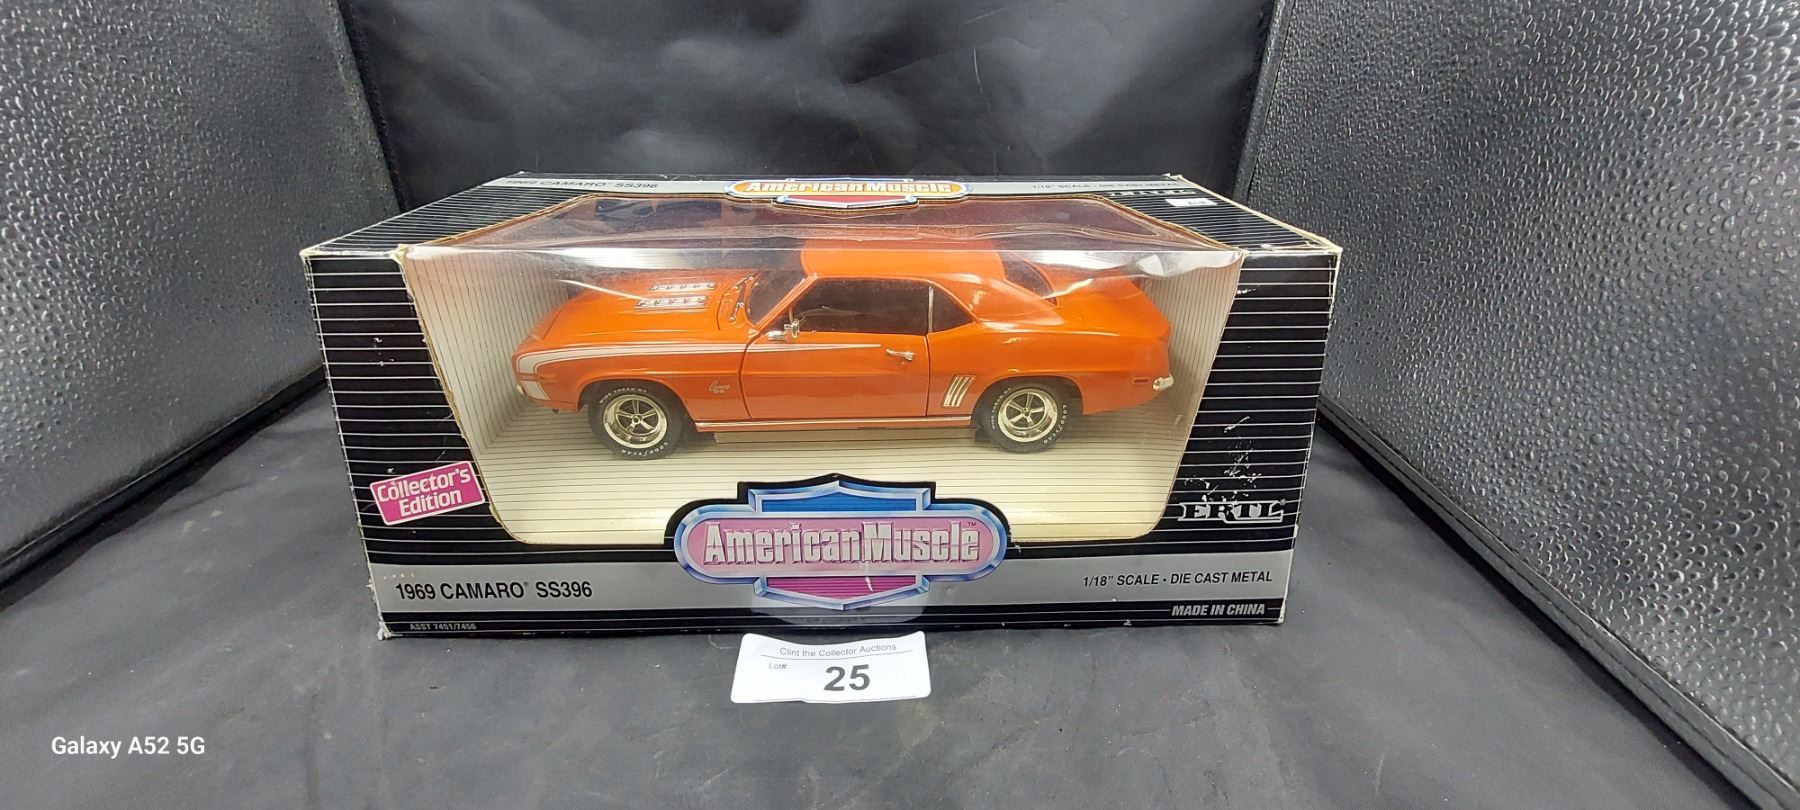 1969 CAMARO® SS396
AmericanMuscle
1/18" SCALE • DIE CAST METAL
Collector's
Edition
AmericanMuscle™
ERTL®
1969 CAMARO® SS396
1/18" SCALE • DIE CAST METAL
MADE IN CHINA
ASST 7451/7456
Clint the Collector Auctions
Lot#: 25
Galaxy A52 5G